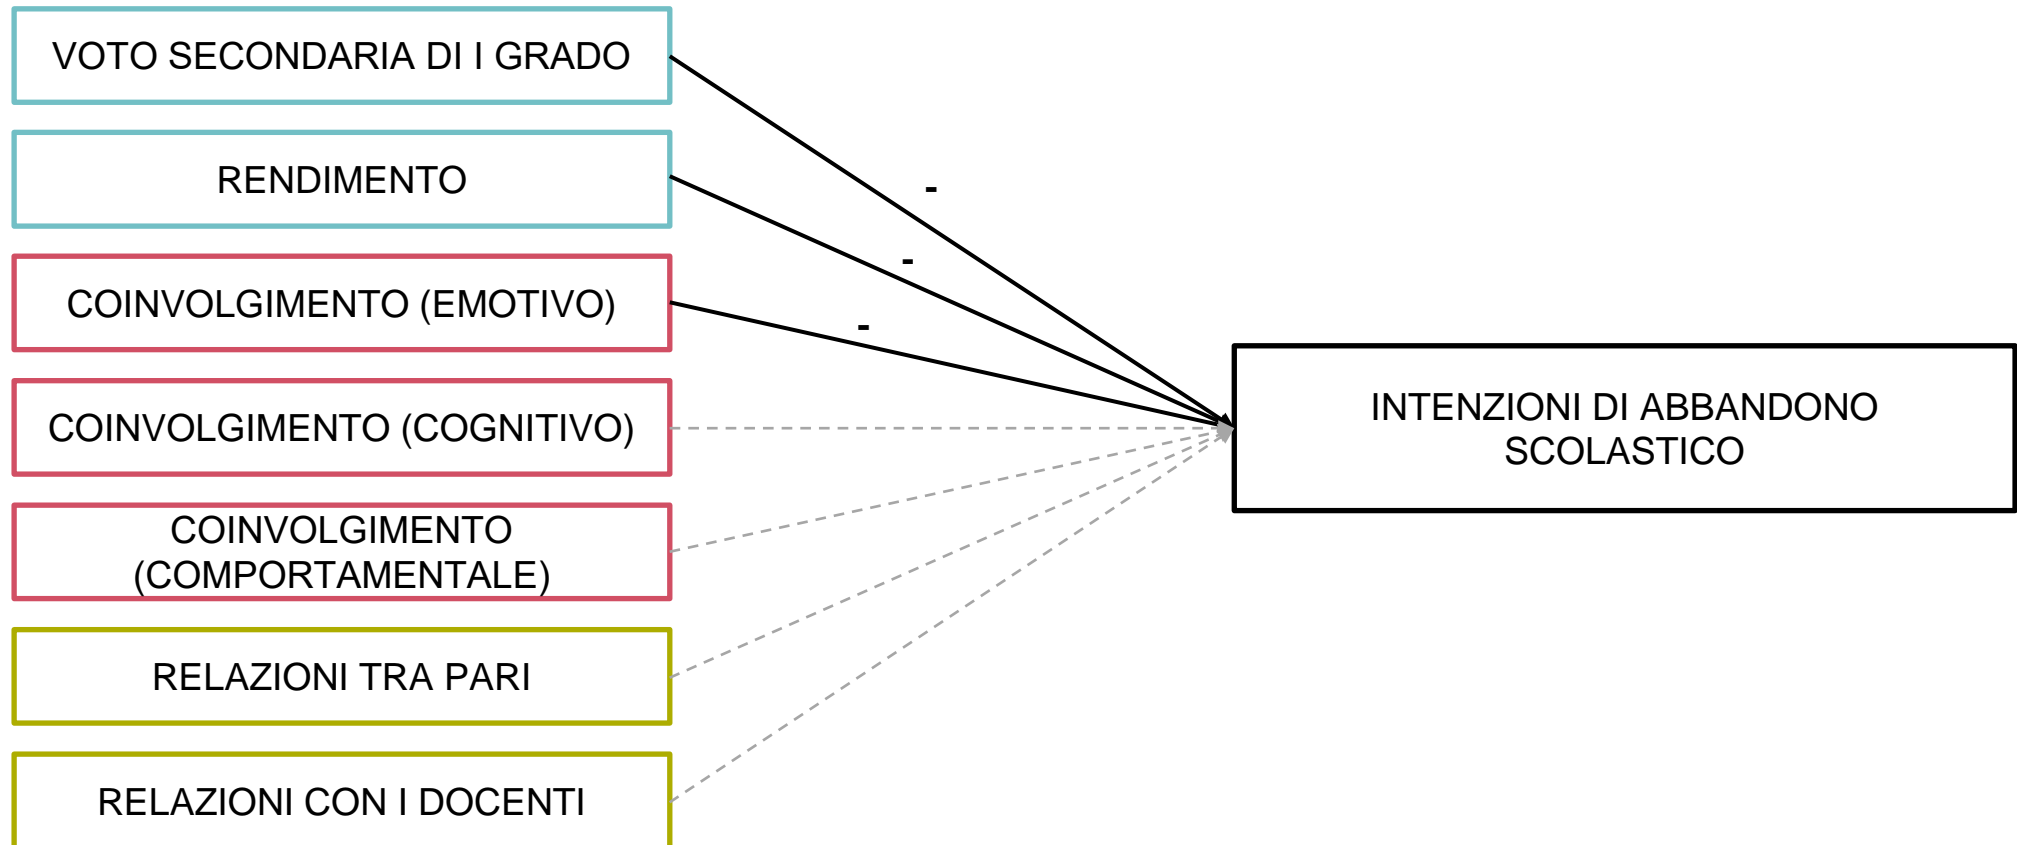 VOTO SECONDARIA DI I GRADO
RENDIMENTO
-
-
COINVOLGIMENTO (EMOTIVO)
-
COINVOLGIMENTO (COGNITIVO)
INTENZIONI DI ABBANDONO
SCOLASTICO
COINVOLGIMENTO
(COMPORTAMENTALE)
RELAZIONI TRA PARI
RELAZIONI CON I DOCENTI